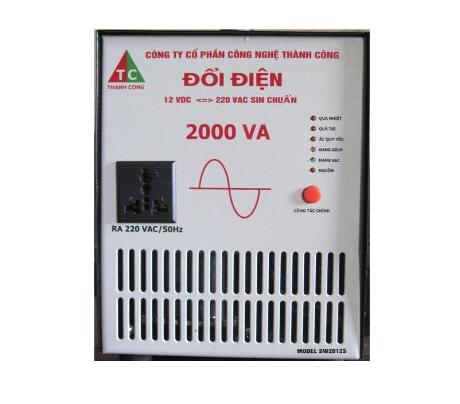 TC
THANH CONG
CÔNG TY CỔ PHẦN CÔNG NGHỆ THÀNH CÔNG
ĐỔI ĐIỆN
12 VDC <=> 220 VAC SIN CHUẨN
2000 VA
QUÁ NHIỆT
QUÁ TẢI
ẮC QUY YẾU
ĐANG KÍCH
ĐANG SẠC
NGUỒN
CÔNG TẮC CHÍNH
RA 220 VAC/50Hz
MODEL SW2012S